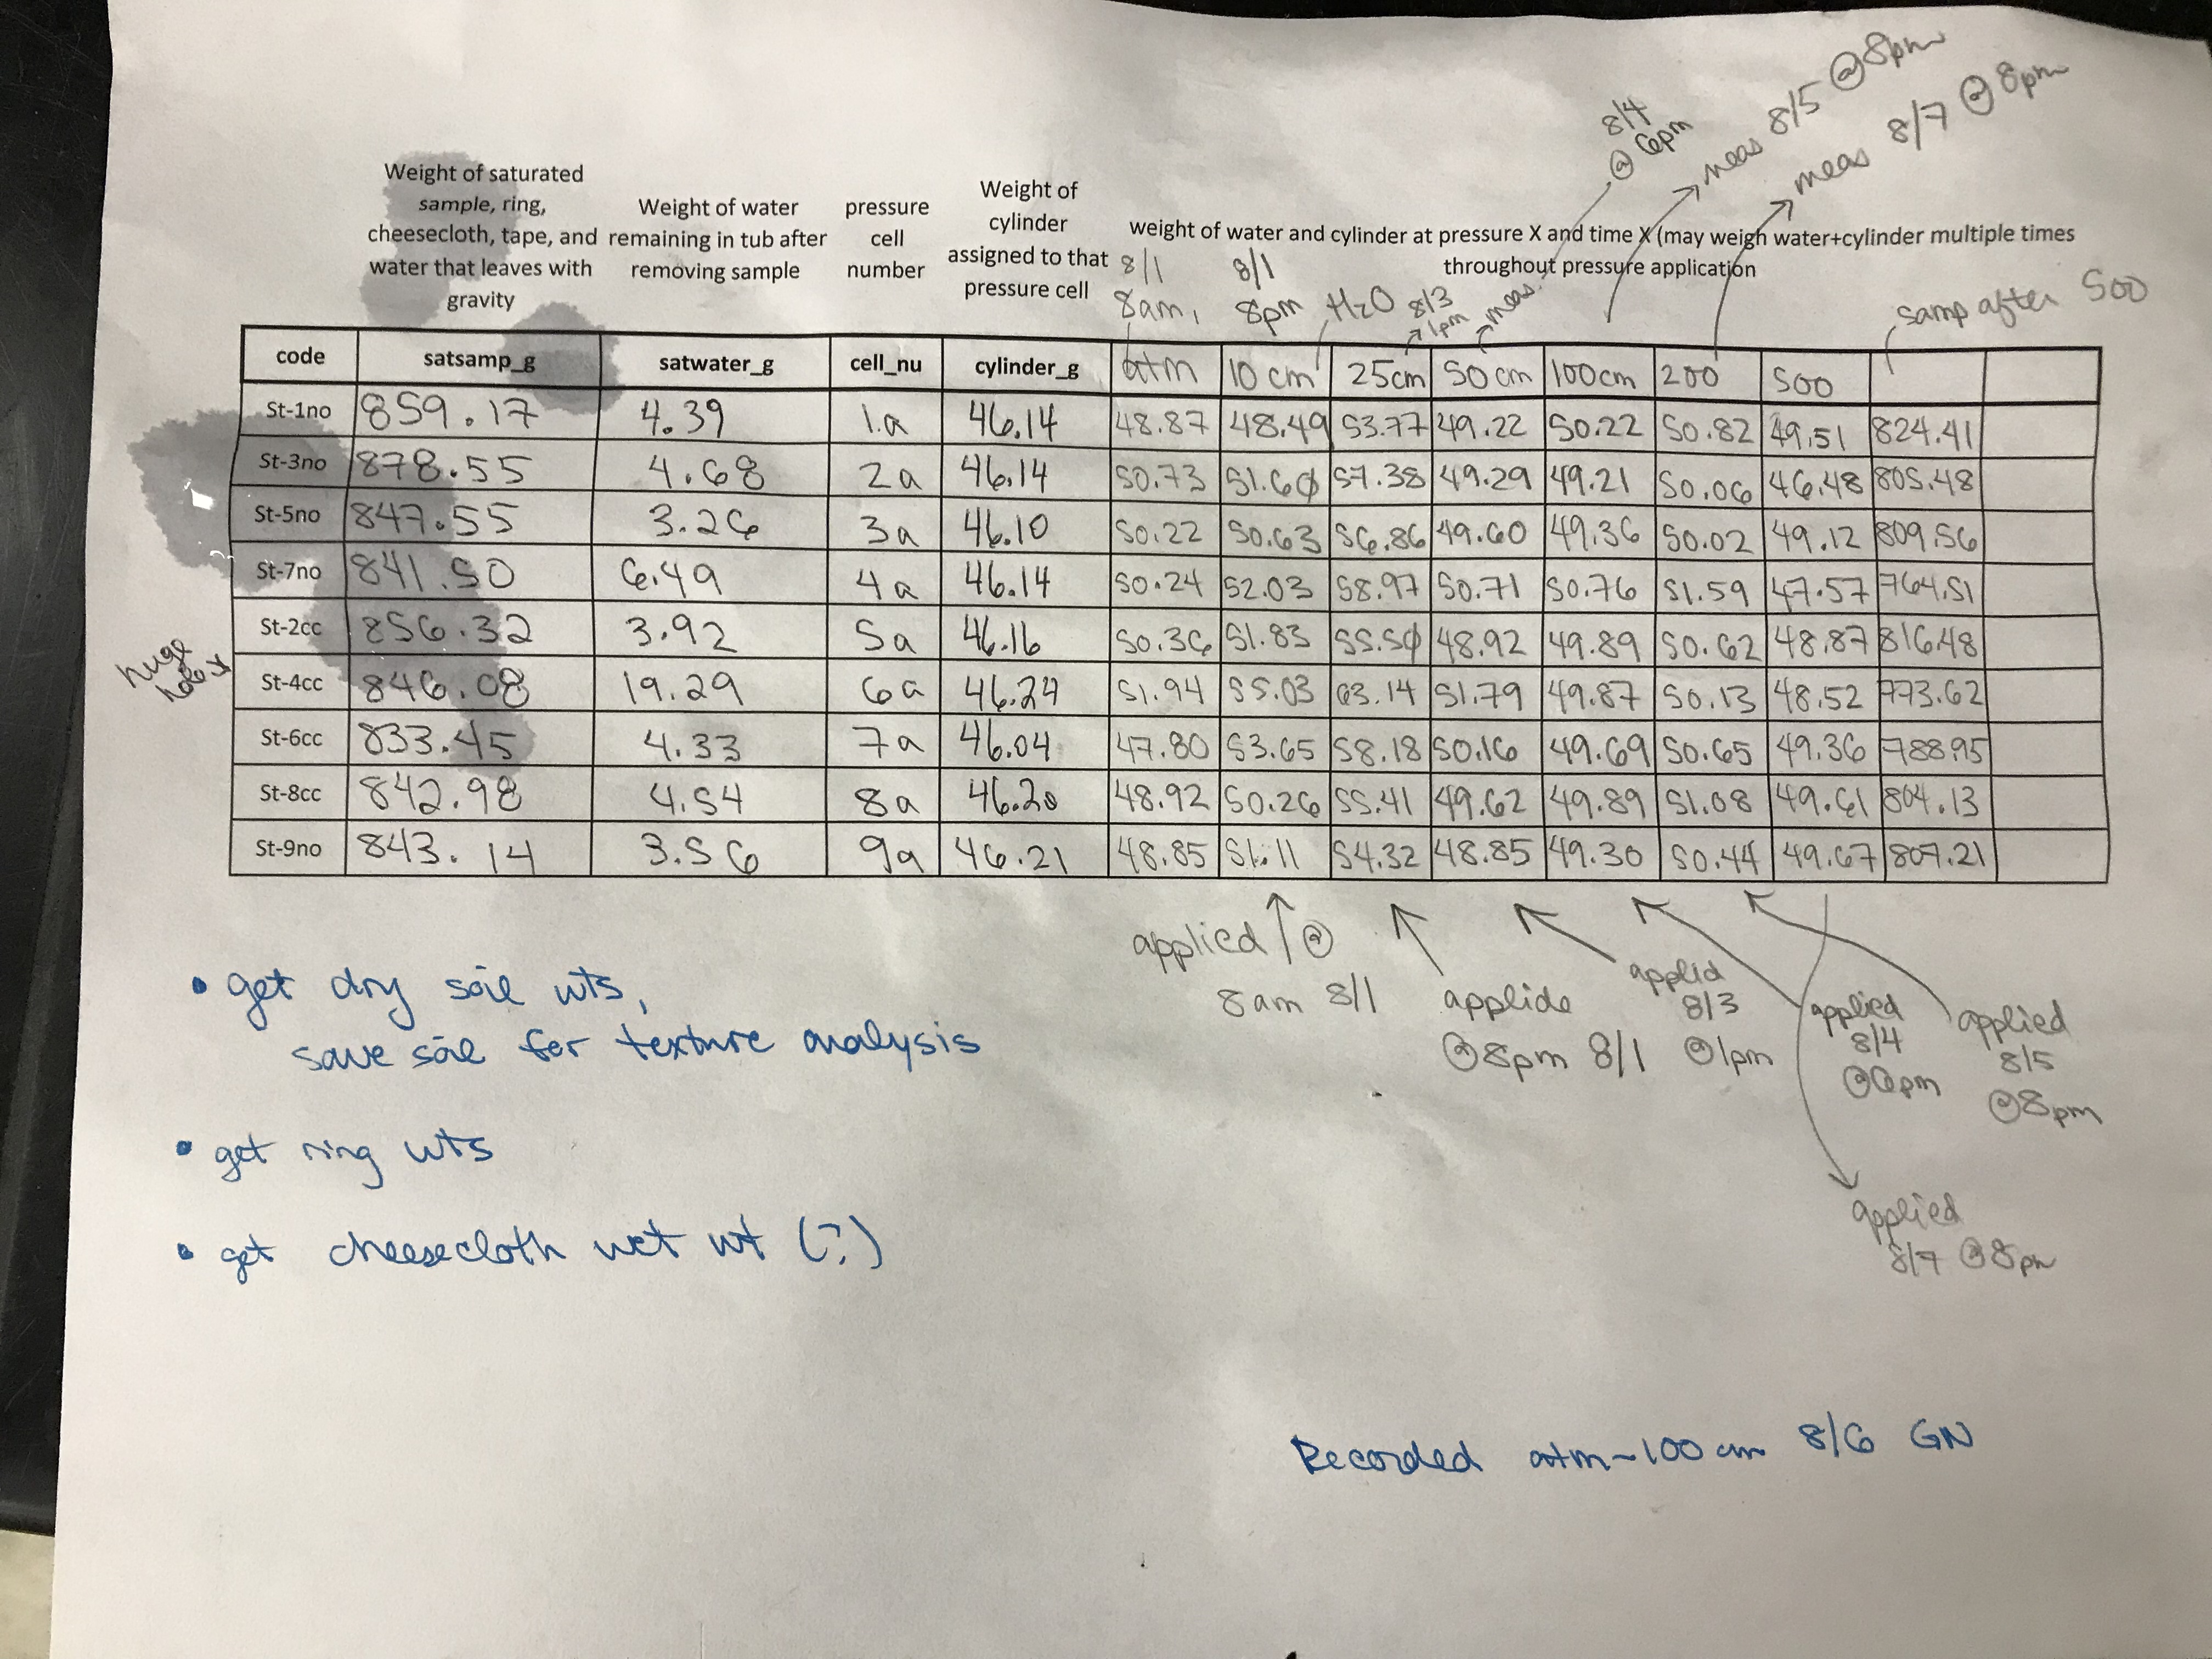 8/4
@ 6pm
meas 8/5 @8pm
meas 8/7 @ 8pm
Weight of saturated
sample, ring,
cheesecloth, tape, and
water that leaves with
gravity
Weight of water
remaining in tub after
removing sample
pressure
cell
number
Weight of
cylinder
assigned to that
pressure cell
weight of water and cylinder at pressure X and time X (may weigh water+cylinder multiple times
throughout pressure application
8/1
8am,
8/1
8pm
H2O
8/3
1pm
meas.
samp after 500
code satsamp_g satwater_g cell_nu cylinder_g atm 10 cm 25cm 50 cm 100cm 200 500
St-1no 859.17 4.39 1a 46.14 48.87 48.49 53.77 49.22 50.22 50.82 49.51 824.41
St-3no 878.55 4.68 2a 46.14 50.73 51.60 57.38 49.29 49.21 50.06 46.48 805.48
St-5no 847.55 3.26 3a 46.10 50.22 50.63 56.86 49.60 49.36 50.02 49.12 809.56
St-7no 841.50 6.49 4a 46.14 50.24 52.03 58.97 50.71 50.76 51.59 47.57 764.51
St-2cc 856.32 3.92 5a 46.16 50.36 51.83 55.50 48.92 49.89 50.62 48.87 816.48
huge
St-4cc 846.08 19.29 6a 46.24 51.94 55.03 63.14 51.79 49.87 50.13 48.52 773.62
St-6cc 833.45 4.33 7a 46.04 47.80 53.65 58.18 50.16 49.69 50.65 49.36 788.95
St-8cc 842.98 4.54 8a 46.20 48.92 50.26 55.41 49.62 49.89 51.08 49.61 804.13
St-9no 843.14 3.56 9a 46.21 48.85 51.11 54.32 48.85 49.30 50.44 49.67 807.21
applied @
8am 8/1
applide
@8pm 8/1
applid
8/3
@1pm
applied
8/4
@6pm
applied
8/5
@8pm
applied
8/7 @8pm
• get dry soil wts,
save soil for texture analysis
• get ring wts
• get cheesecloth wet wt (?)
Recorded atm~100 cm 8/6 GN